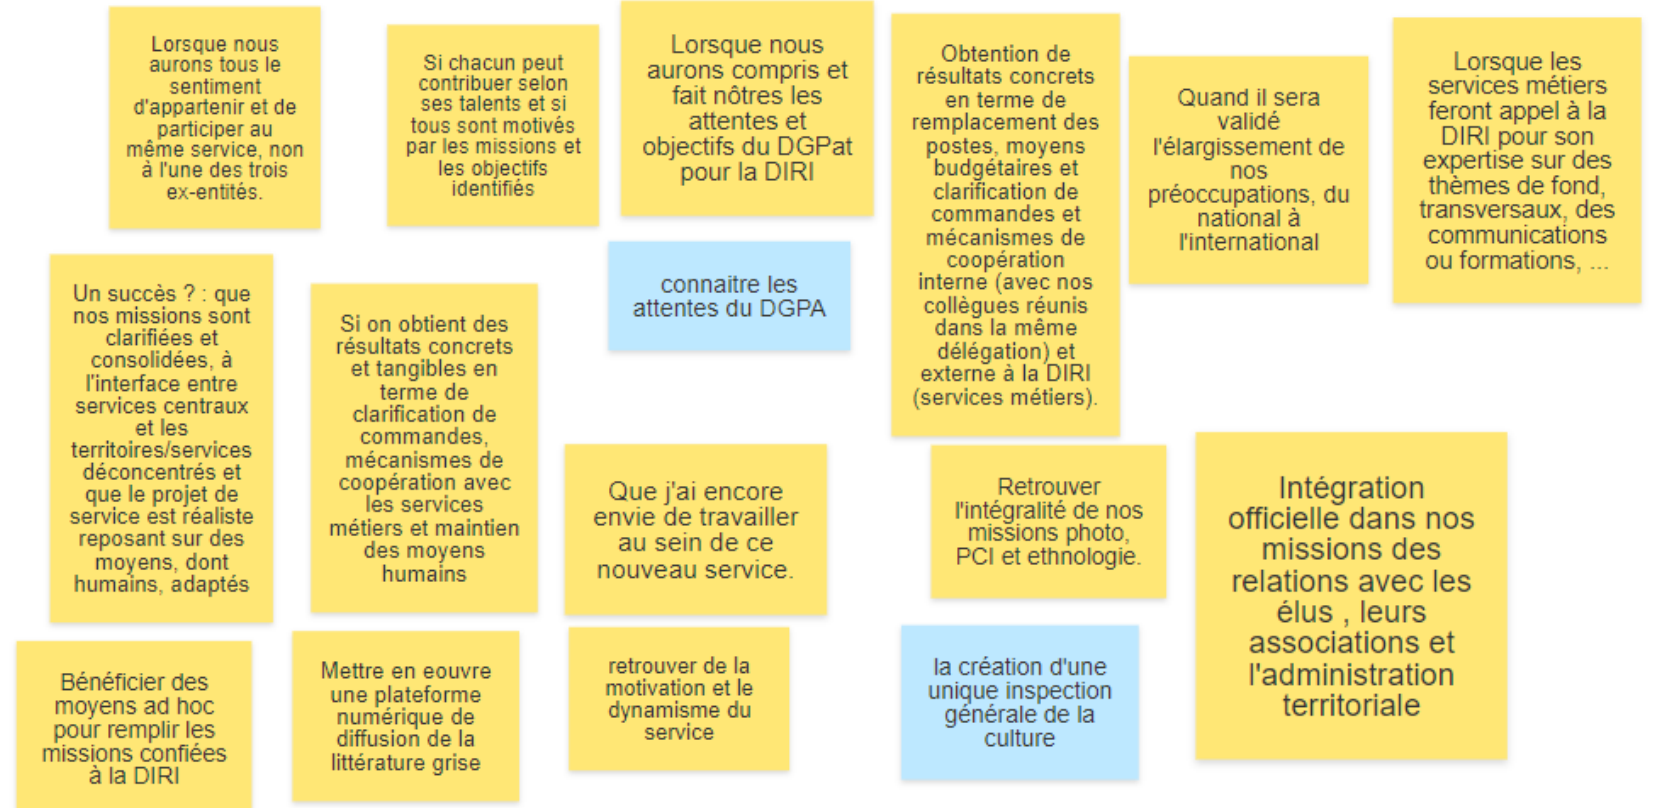 Lorsque nous
aurons tous le
sentiment
d'appartenir et de
participer au
même service, non
à l'une des trois
ex-entités.
Si chacun peut
contribuer selon
ses talents et si
tous sont motivés
par les missions et
les objectifs
identifiés
Lorsque nous
aurons compris et
fait nôtres les
attentes et
objectifs du DGPat
pour la DIRI
Obtention de
résultats concrets
en terme de
remplacement des
postes, moyens
budgétaires et
clarification de
commandes et
mécanismes de
coopération
interne (avec nos
collègues réunis
dans la même
délégation) et
externe à la DIRI
(services métiers).
Quand il sera
validé
l'élargissement de
nos
préoccupations, du
national à
l'international
Lorsque les
services métiers
feront appel à la
DIRI pour son
expertise sur des
thèmes de fond,
transversaux, des
communications
ou formations, ...
connaitre les
attentes du DGPA
Un succès ? : que
nos missions sont
clarifiées et
consolidées, à
l'interface entre
services centraux
et les
territoires/services
déconcentrés et
que le projet de
service est réaliste
reposant sur des
moyens, dont
humains, adaptés
Si on obtient des
résultats concrets
et tangibles en
terme de
clarification de
commandes,
mécanismes de
coopération avec
les services
métiers et maintien
des moyens
humains
Que j'ai encore
envie de travailler
au sein de ce
nouveau service.
Retrouver
l'intégralité de nos
missions photo,
PCI et ethnologie.
Intégration
officielle dans nos
missions des
relations avec les
élus , leurs
associations et
l'administration
territoriale
Bénéficier des
moyens ad hoc
pour remplir les
missions confiées
à la DIRI
Mettre en eouvre
une plateforme
numérique de
diffusion de la
littérature grise
retrouver de la
motivation et le
dynamisme du
service
la création d'une
unique inspection
générale de la
culture